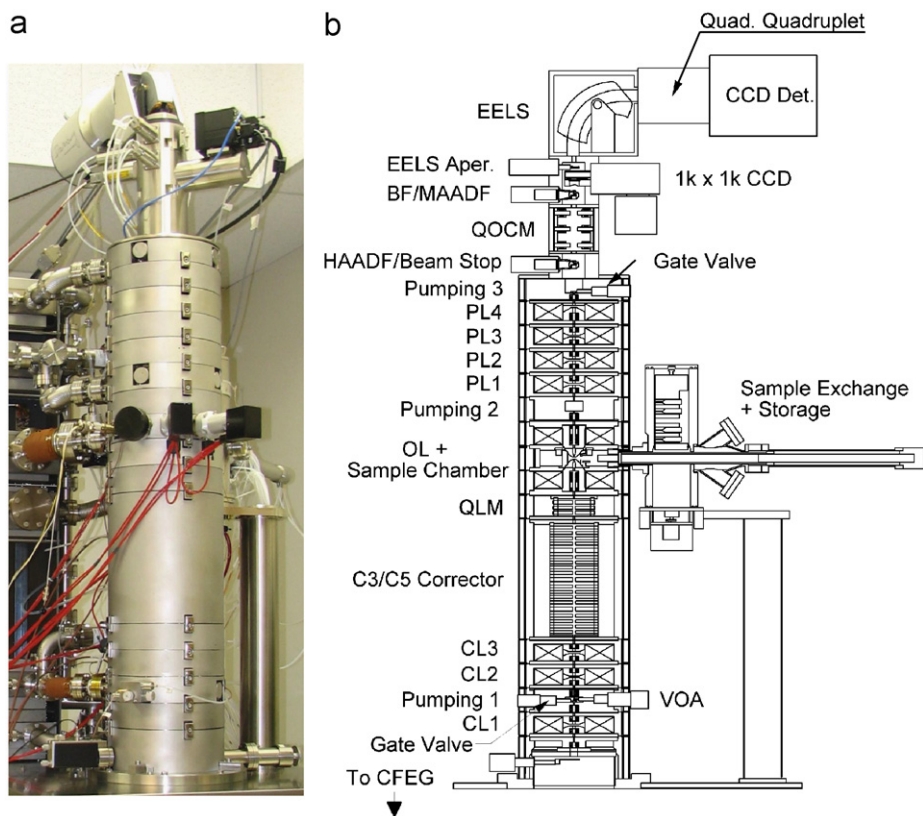 a
b
Quad. Quadruplet
CCD Det.
EELS
EELS Aper.
1k x 1k CCD
BF/MAADF
QOCM
HAADF/Beam Stop
Gate Valve
Pumping 3
PL4
PL3
PL2
PL1
Sample Exchange
+ Storage
Pumping 2
OL +
Sample Chamber
QLM
C3/C5 Corrector
CL3
CL2
Pumping 1
VOA
CL1
Gate Valve
To CFEG